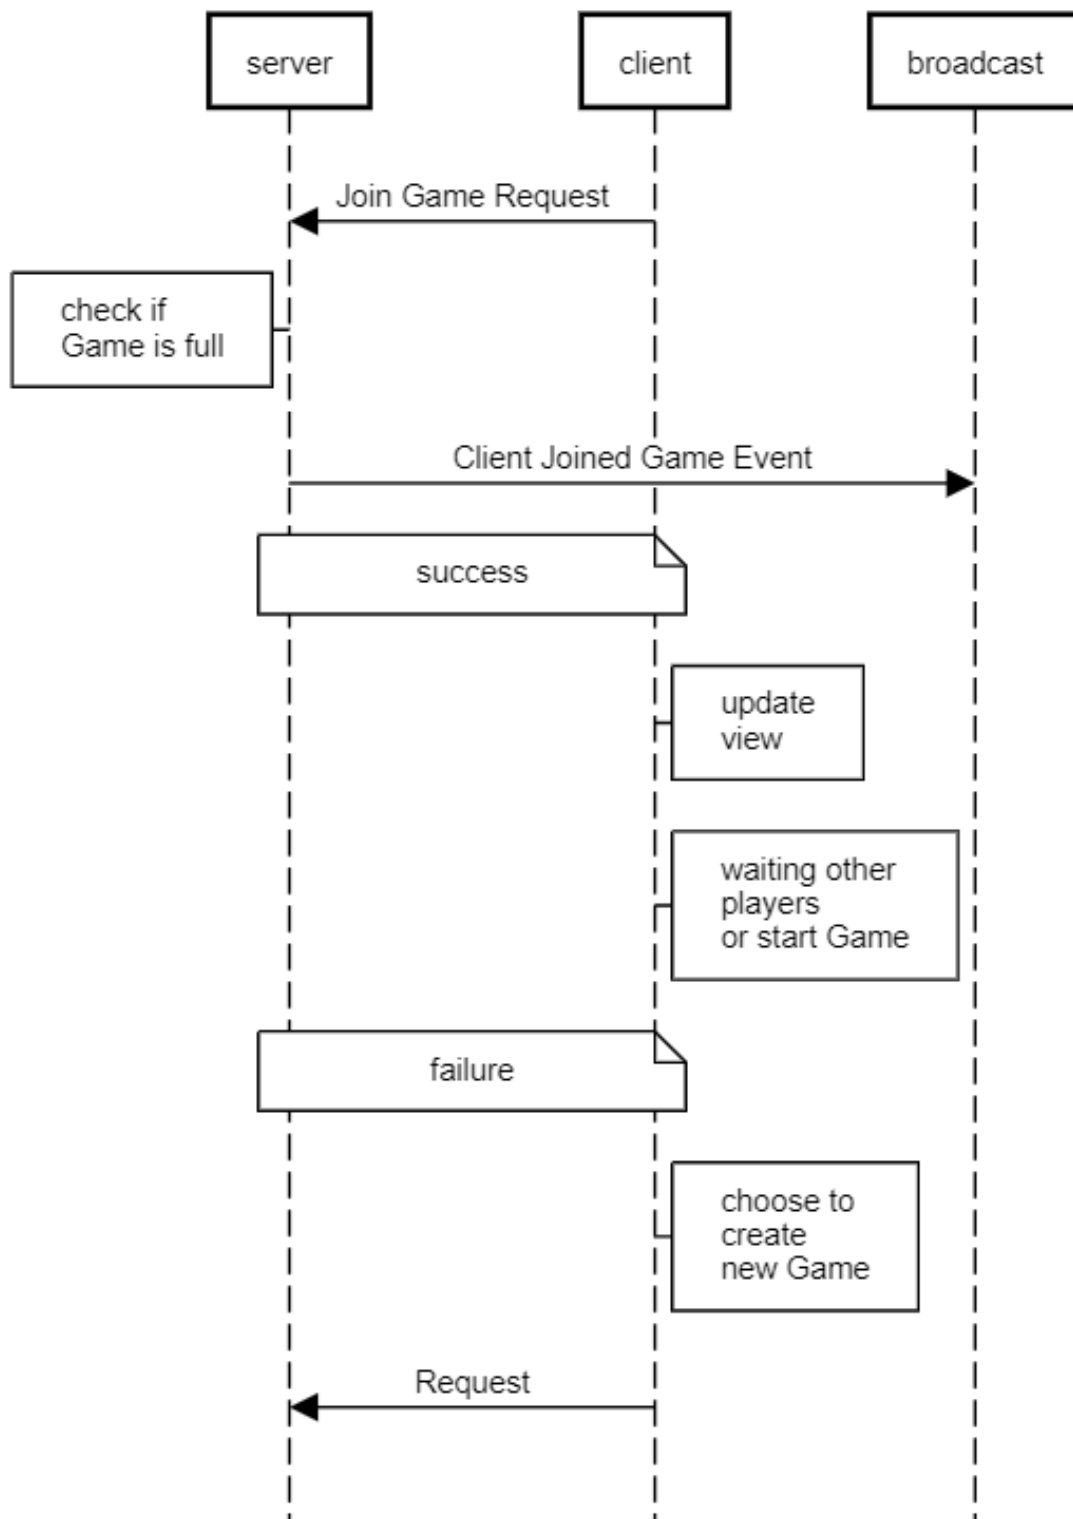 server
client
broadcast
Join Game Request
check if
Game is full
Client Joined Game Event
success
update
view
waiting other
players
or start Game
failure
choose to
create
new Game
Request